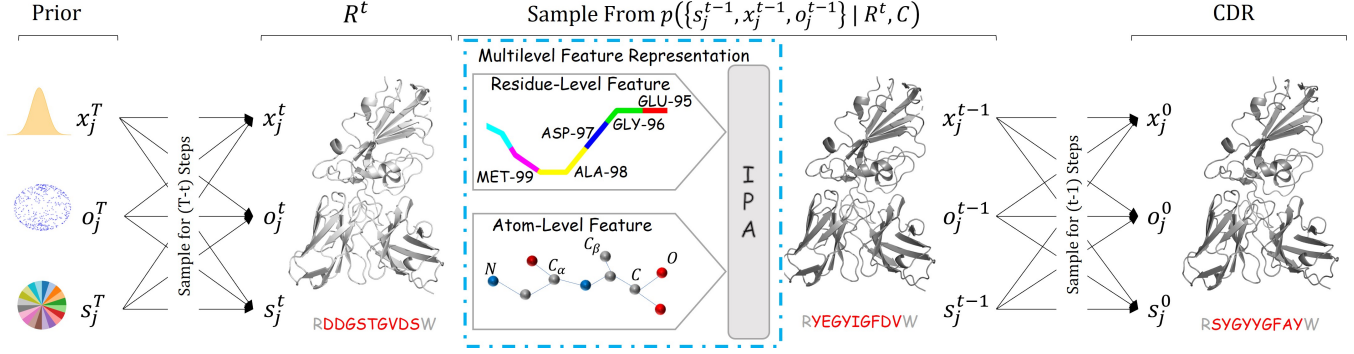 Prior
R^t
Sample From p({s_j^{t−1}, x_j^{t−1}, o_j^{t−1}} | R^t, C)
CDR
x_j^T
o_j^T
s_j^T
Sample for (T-t) Steps
x_j^t
o_j^t
s_j^t
RDDGSTGVDSW
Multilevel Feature Representation
Residue-Level Feature
GLU-95
GLY-96
ASP-97
ALA-98
MET-99
Atom-Level Feature
N
C_α
C_β
C
O
IPA
RYEGYIGFDVW
x_j^{t−1}
o_j^{t−1}
s_j^{t−1}
Sample for (t-1) Steps
x_j^0
o_j^0
s_j^0
RSYGYYGFAYW